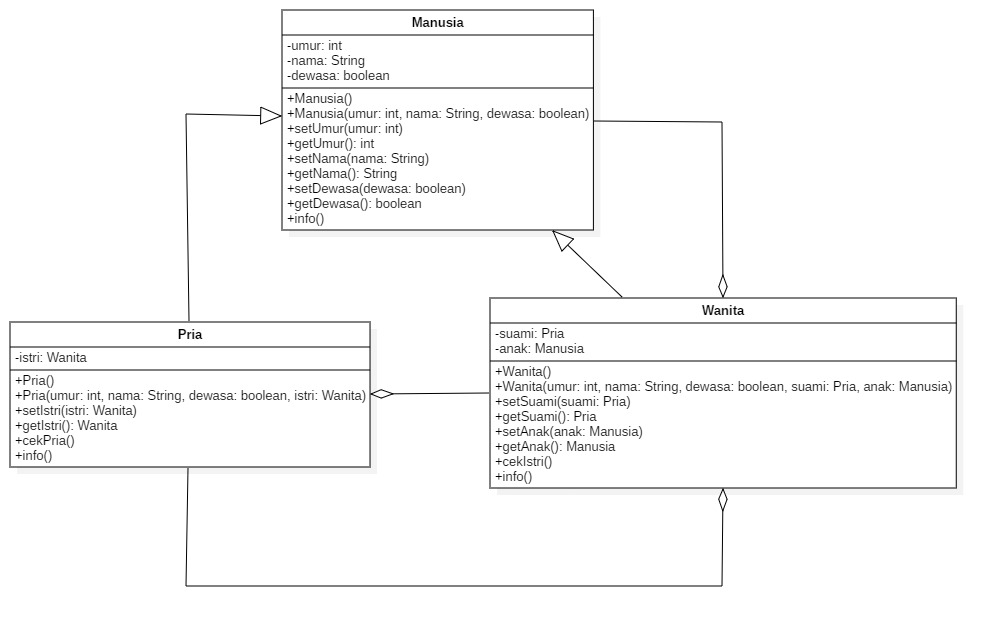 Manusia
-umur: int
-nama: String
-dewasa: boolean
+Manusia()
+Manusia(umur: int, nama: String, dewasa: boolean)
+setUmur(umur: int)
+getUmur(): int
+setNama(nama: String)
+getNama(): String
+setDewasa(dewasa: boolean)
+getDewasa(): boolean
+info()
Pria
-istri: Wanita
+Pria()
+Pria(umur: int, nama: String, dewasa: boolean, istri: Wanita)
+setIstri(istri: Wanita)
+getIstri(): Wanita
+cekPria()
+info()
Wanita
-suami: Pria
-anak: Manusia
+Wanita()
+Wanita(umur: int, nama: String, dewasa: boolean, suami: Pria, anak: Manusia)
+setSuami(suami: Pria)
+getSuami(): Pria
+setAnak(anak: Manusia)
+getAnak(): Manusia
+cekIstri()
+info()